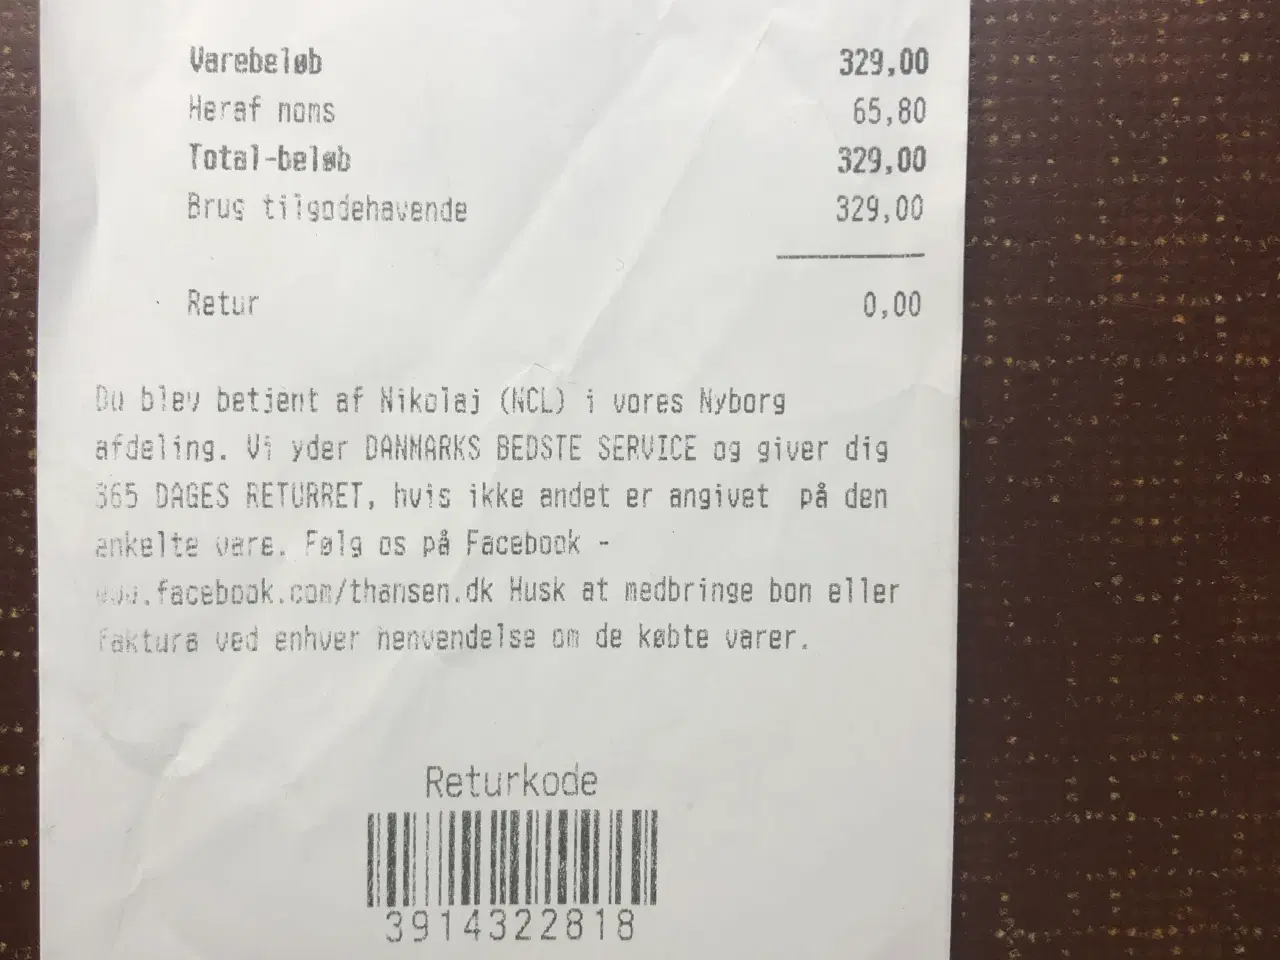 Varebeløb 329,00
Heraf moms 65,80
Total-beløb 329,00
Brug tilgodehavende 329,00
Retur 0,00
Du blev betjent af Nikolaj (NCL) i vores Nyborg
afdeling. Vi yder DANMARKS BEDSTE SERVICE og giver dig
365 DAGES RETURRET, hvis ikke andet er angivet på den
enkelte vare. Følg os på Facebook -
www.facebook.com/thansen.dk Husk at medbringe bon eller
faktura ved enhver henvendelse om de købte varer.
Returkode
3914322818